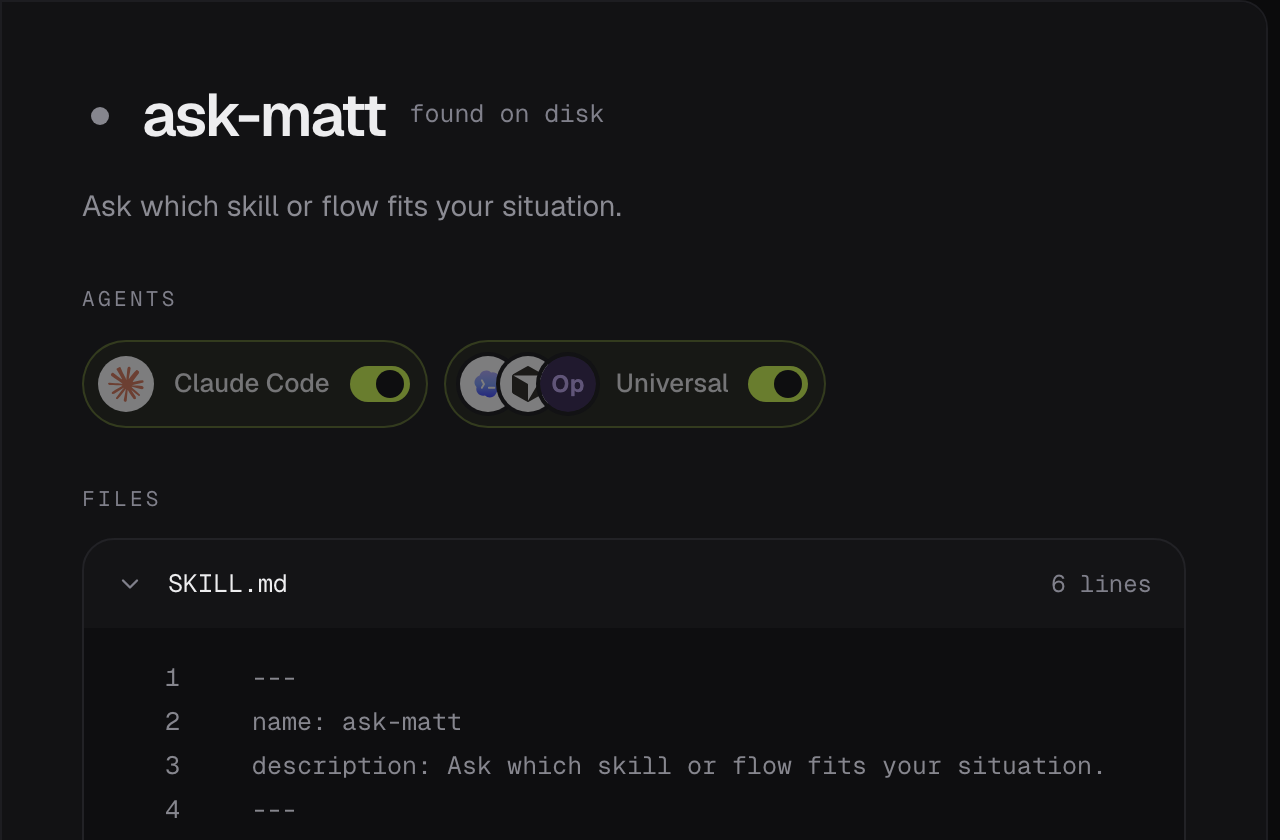 ask-matt found on disk
Ask which skill or flow fits your situation.
AGENTS
Claude Code Op Universal
FILES
SKILL.md 6 lines
1 ---
2 name: ask-matt
3 description: Ask which skill or flow fits your situation.
4 ---